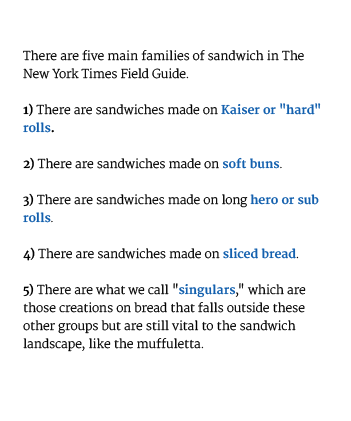 There are five main families of sandwich in The
New York Times Field Guide.
1) There are sandwiches made on Kaiser or "hard"
rolls.
2) There are sandwiches made on soft buns.
3) There are sandwiches made on long hero or sub
rolls.
4) There are sandwiches made on sliced bread.
5) There are what we call "singulars," which are
those creations on bread that falls outside these
other groups but are still vital to the sandwich
landscape, like the muffuletta.